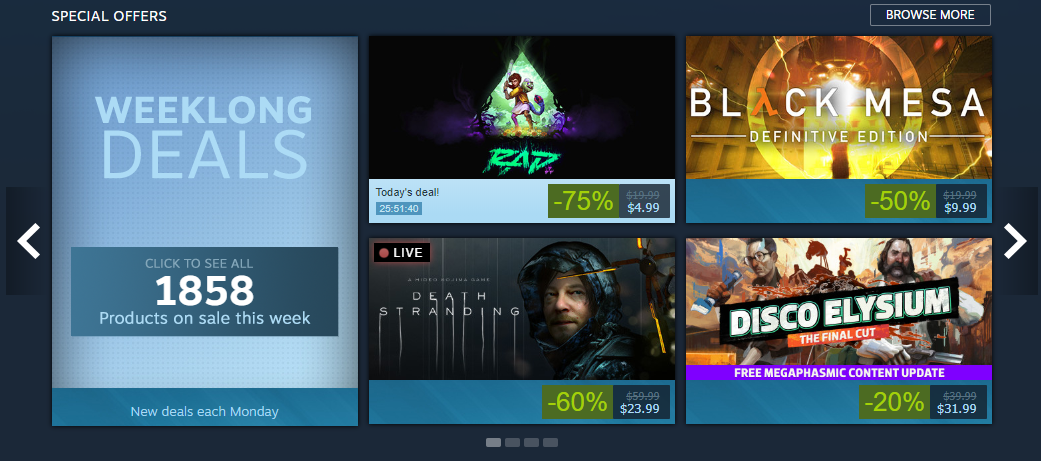 SPECIAL OFFERS
BROWSE MORE
WEEKLONG
DEALS
CLICK TO SEE ALL
1858
Products on sale this week
New deals each Monday
RAD
Today's deal!
25:51:40
-75%
$19.99
$4.99
BLλCK MESA
DEFINITIVE EDITION
-50%
$19.99
$9.99
LIVE
A HIDEO KOJIMA GAME
DEATH
STRANDING
-60%
$59.99
$23.99
DISCO ELYSIUM
THE FINAL CUT
FREE MEGAPHASMIC CONTENT UPDATE
-20%
$39.99
$31.99